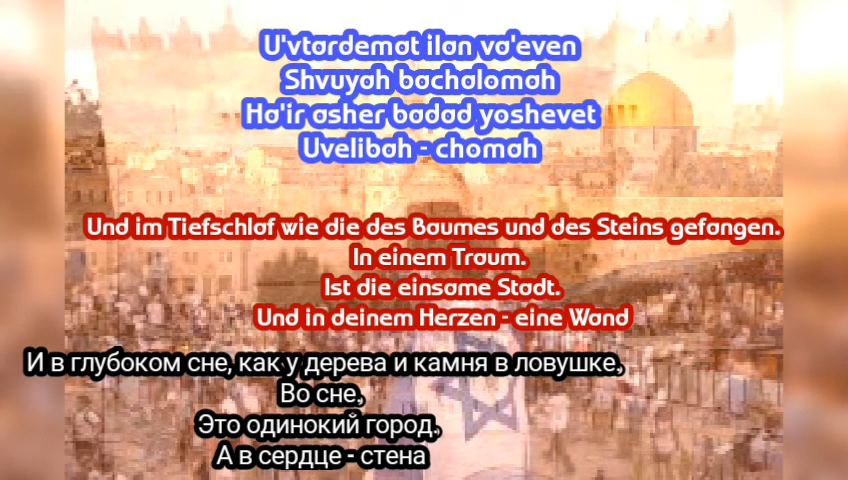 U'vtardemat ilan va'even
Shvuyah bachalomah
Ha'ir asher badad yoshevet
Uvelibah - chomah
Und im Tiefschlaf wie die des Baumes und des Steins gefangen.
In einem Traum.
Ist die einsame Stadt.
Und in deinem Herzen - eine Wand
И в глубоком сне, как у дерева и камня в ловушке.
Во сне.
Это одинокий город.
А в сердце - стена